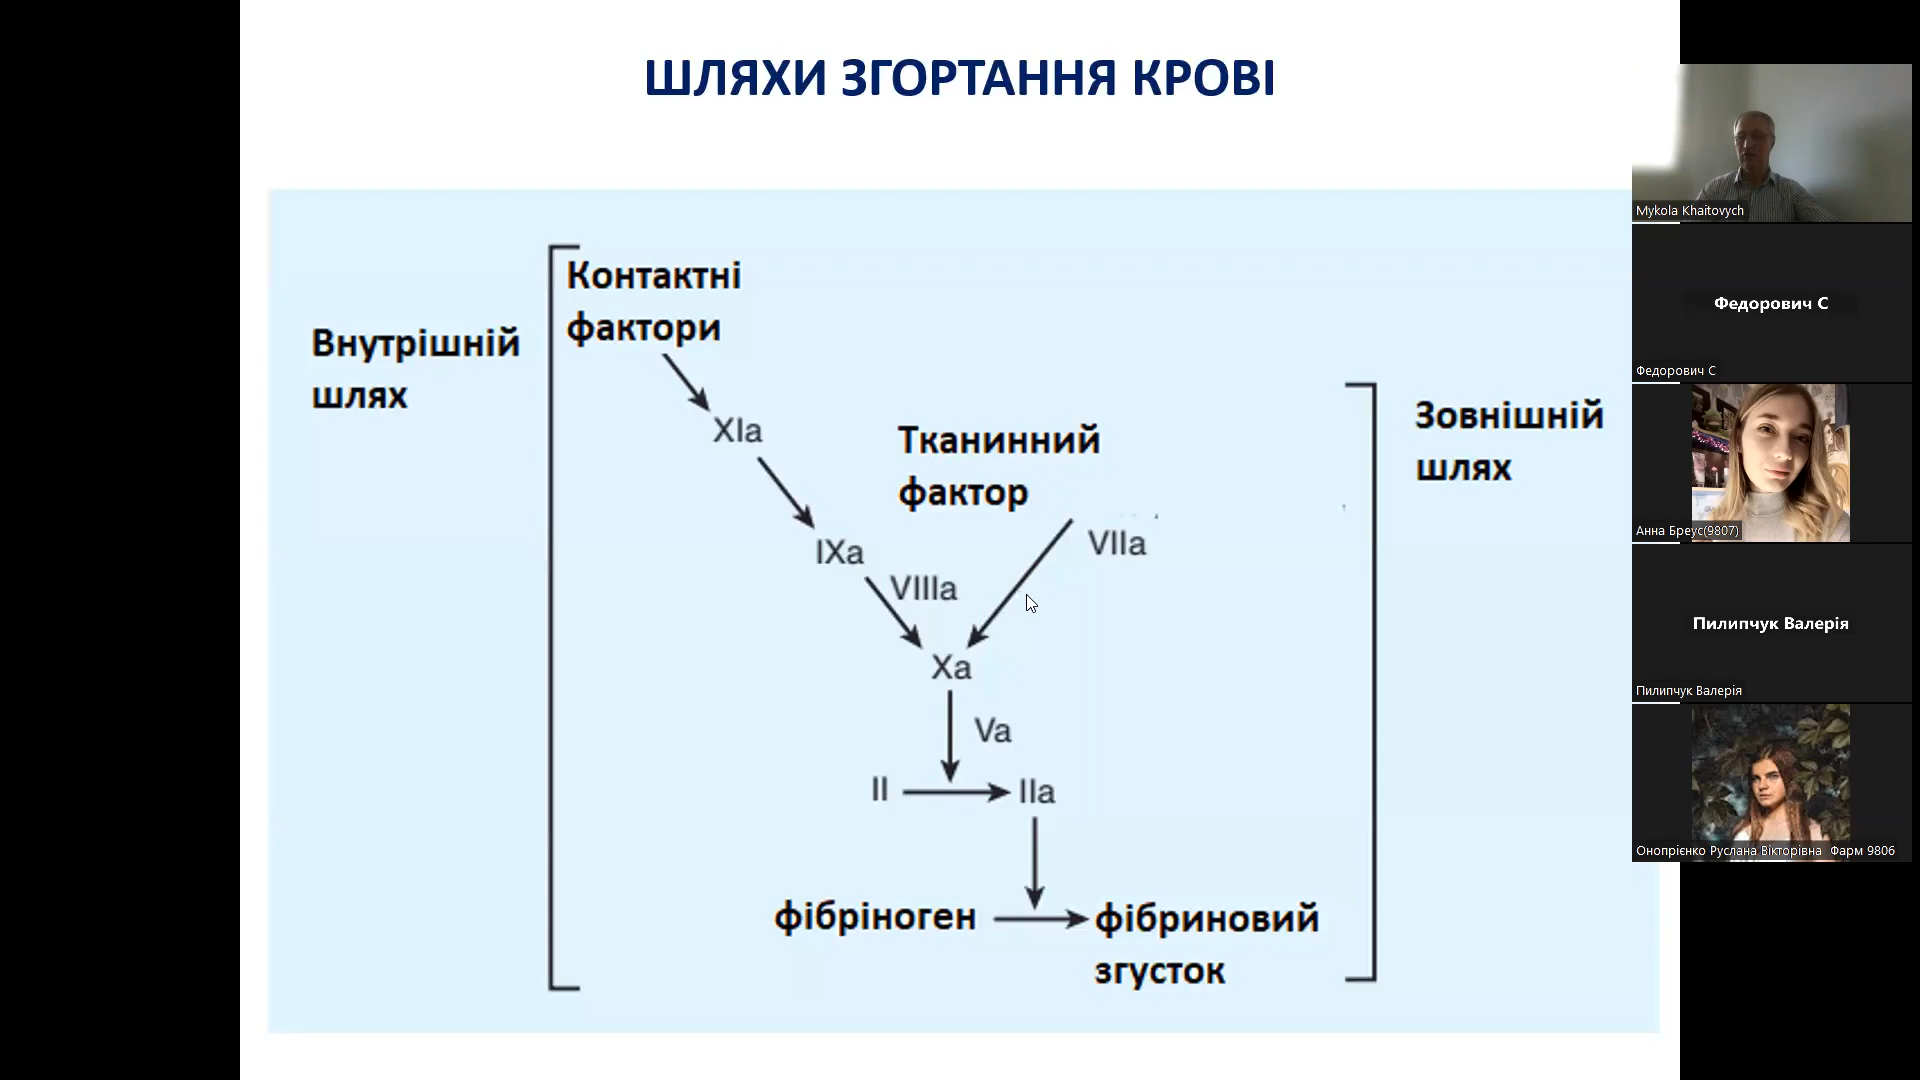 ШЛЯХИ ЗГОРТАННЯ КРОВІ
Контактні
фактори
Внутрішній
шлях
XIa
Тканинний
фактор
Зовнішній
шлях
IXa
VIIIa
VIIa
Xa
Va
II
IIa
фібріноген
фібриновий
згусток
Mykola Khaitovych
Федорович С
Федорович С
Анна Бреус(9807)
Пилипчук Валерія
Пилипчук Валерія
Онопрієнко Руслана Вікторівна Фарм 9806